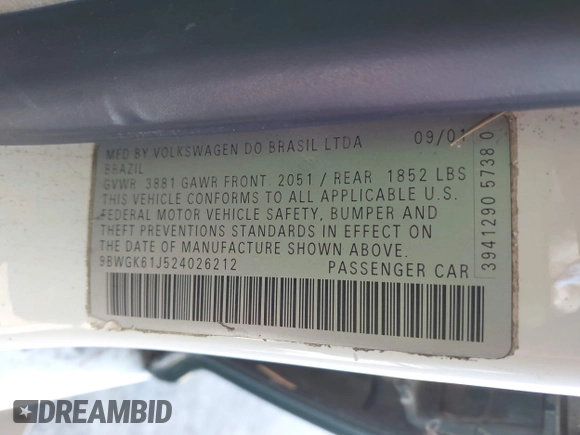 MFD BY VOLKSWAGEN DO BRASIL LTDA 09/01
BRAZIL
GVWR 3881 GAWR FRONT. 2051 / REAR 1852 LBS
THIS VEHICLE CONFORMS TO ALL APPLICABLE U.S.
FEDERAL MOTOR VEHICLE SAFETY, BUMPER AND
THEFT PREVENTIONS STANDARDS IN EFFECT ON
THE DATE OF MANUFACTURE SHOWN ABOVE.
9BWGK61J524026212 PASSENGER CAR
3941290 57380
DREAMBID